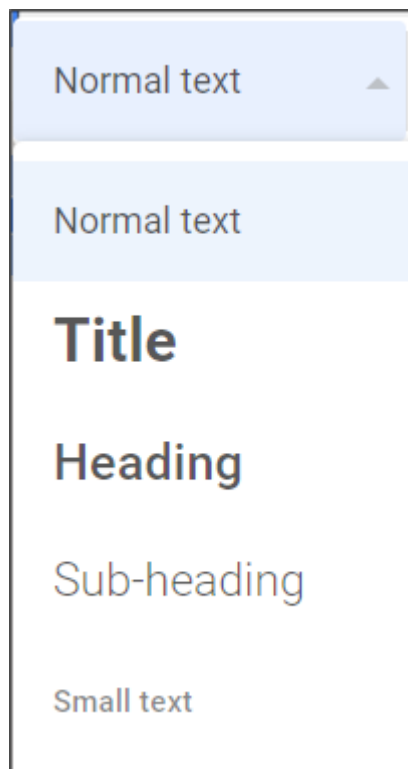 Normal text
Normal text
Title
Heading
Sub-heading
Small text